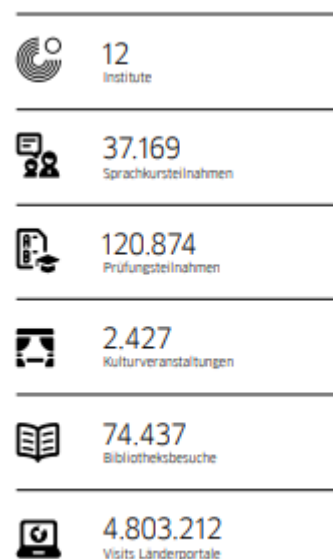 12
Institute
37.169
Sprachkursteilnahmen
120.874
Prüfungsteilnahmen
2.427
Kulturveranstaltungen
74.437
Bibliotheksbesuche
4.803.212
Visits Länderportale